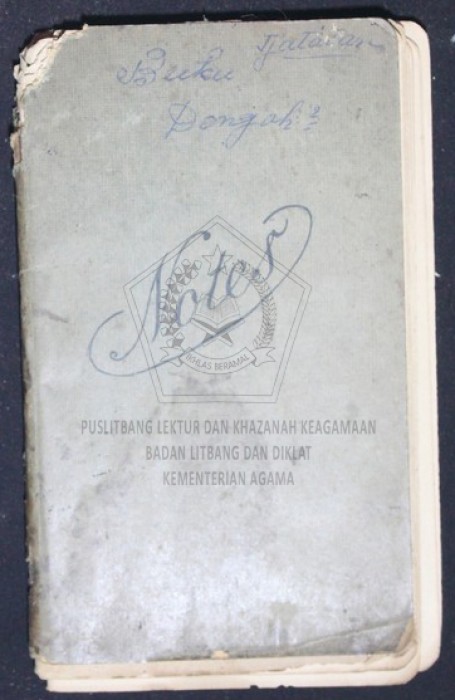 Buku Tjatatan
Dongah 2
Notes
IKHLAS BERAMAL
PUSLITBANG LEKTUR DAN KHAZANAH KEAGAMAAN
BADAN LITBANG DAN DIKLAT
KEMENTERIAN AGAMA